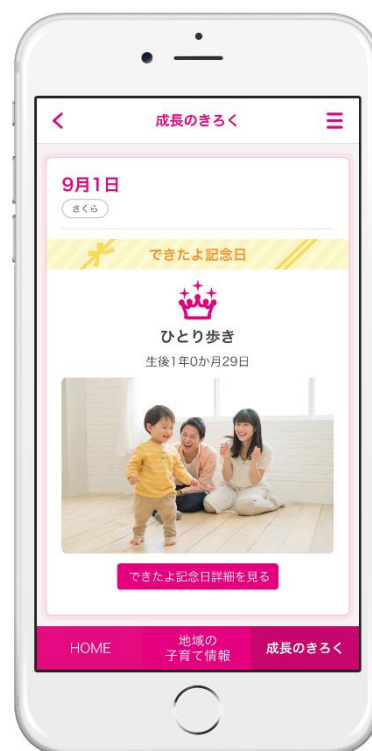 成長のきろく
9月1日
さくら
できたよ記念日
ひとり歩き
生後1年0か月29日
できたよ記念日詳細を見る
HOME
地域の
子育て情報
成長のきろく